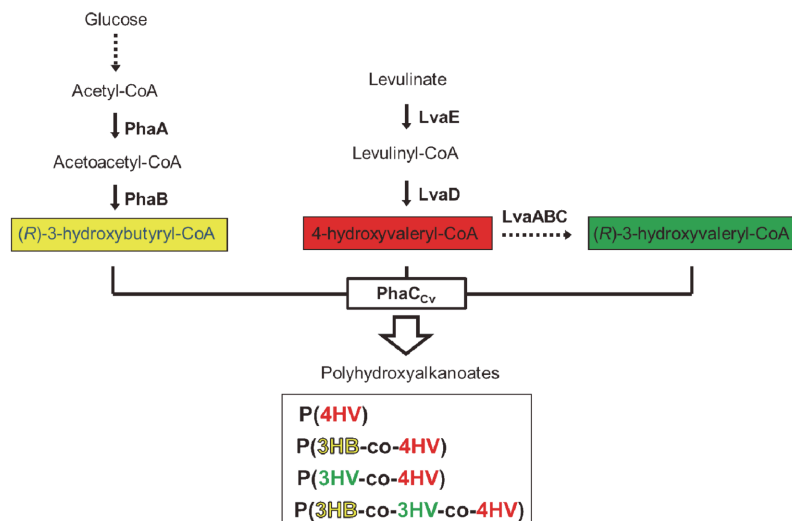 Glucose
Acetyl-CoA
PhaA
Acetoacetyl-CoA
PhaB
(R)-3-hydroxybutyryl-CoA
Levulinate
LvaE
Levulinyl-CoA
LvaD
4-hydroxyvaleryl-CoA
LvaABC
(R)-3-hydroxyvaleryl-CoA
PhaCCv
Polyhydroxyalkanoates
P(4HV)
P(3HB-co-4HV)
P(3HV-co-4HV)
P(3HB-co-3HV-co-4HV)